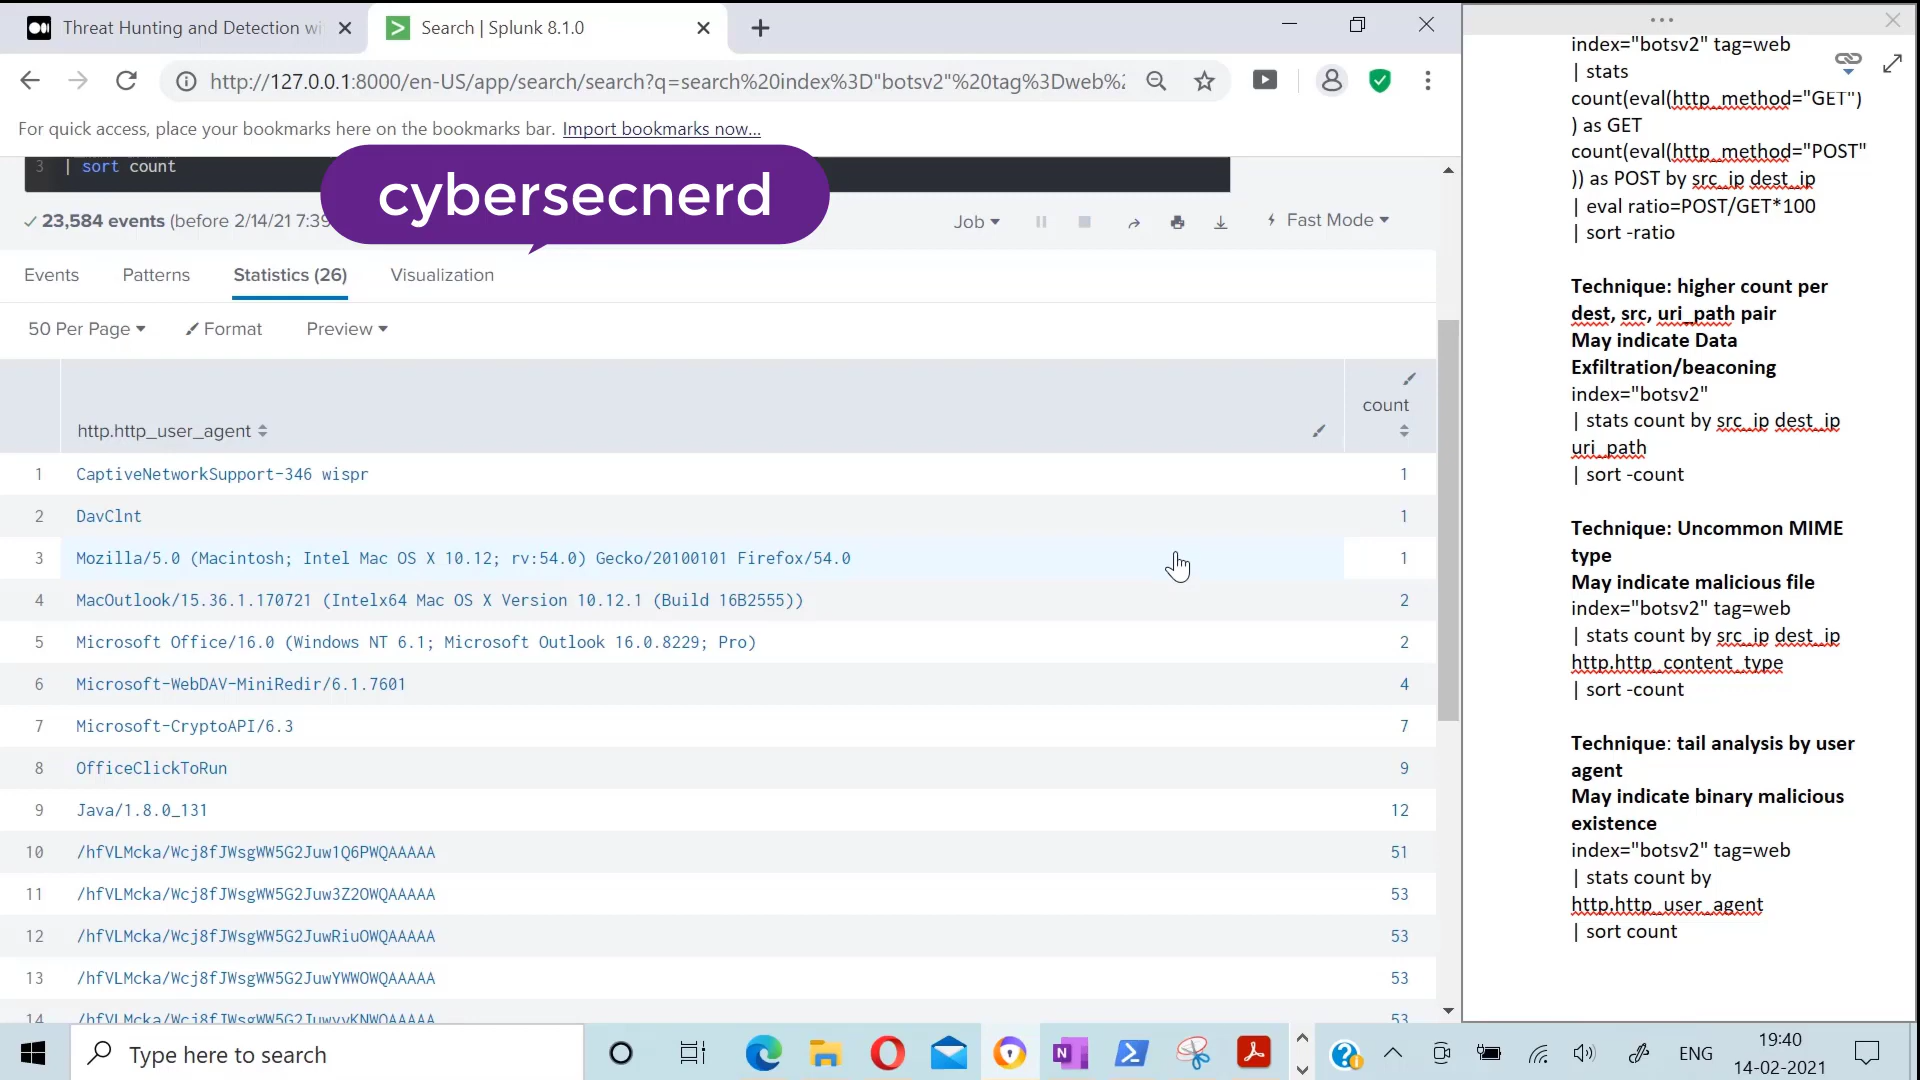 Threat Hunting and Detection wi
Search | Splunk 8.1.0
http://127.0.0.1:8000/en-US/app/search/search?q=search%20index%3D"botsv2"%20tag%3Dweb%2
For quick access, place your bookmarks here on the bookmarks bar. Import bookmarks now...
cybersecnerd
3 | sort count
23,584 events (before 2/14/21 7:39
Job
Fast Mode
Events Patterns Statistics (26) Visualization
50 Per Page Format Preview
http.http_user_agent count
1 CaptiveNetworkSupport-346 wispr 1
2 DavClnt 1
3 Mozilla/5.0 (Macintosh; Intel Mac OS X 10.12; rv:54.0) Gecko/20100101 Firefox/54.0 1
4 MacOutlook/15.36.1.170721 (Intelx64 Mac OS X Version 10.12.1 (Build 16B2555)) 2
5 Microsoft Office/16.0 (Windows NT 6.1; Microsoft Outlook 16.0.8229; Pro) 2
6 Microsoft-WebDAV-MiniRedir/6.1.7601 4
7 Microsoft-CryptoAPI/6.3 7
8 OfficeClickToRun 9
9 Java/1.8.0_131 12
10 /hfVLMcka/Wcj8fJWsgWW5G2Juw1Q6PWQAAAAA 51
11 /hfVLMcka/Wcj8fJWsgWW5G2Juw3Z2OWQAAAAA 53
12 /hfVLMcka/Wcj8fJWsgWW5G2JuwRiuOWQAAAAA 53
13 /hfVLMcka/Wcj8fJWsgWW5G2JuwYWWOWQAAAAA 53
14 53
index="botsv2" tag=web
| stats
count(eval(http_method="GET")
) as GET
count(eval(http_method="POST"
)) as POST by src_ip dest_ip
| eval ratio=POST/GET*100
| sort -ratio
Technique: higher count per
dest, src, uri_path pair
May indicate Data
Exfiltration/beaconing
index="botsv2"
| stats count by src_ip dest_ip
uri_path
| sort -count
Technique: Uncommon MIME
type
May indicate malicious file
index="botsv2" tag=web
| stats count by src_ip dest_ip
http.http_content_type
| sort -count
Technique: tail analysis by user
agent
May indicate binary malicious
existence
index="botsv2" tag=web
| stats count by
http.http_user_agent
| sort count
Type here to search
ENG
19:40
14-02-2021